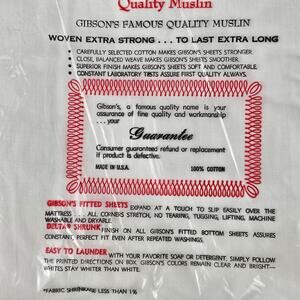 Quality Muslin
GIBSON'S FAMOUS QUALITY MUSLIN
WOVEN EXTRA STRONG . . . TO LAST EXTRA LONG
• CAREFULLY SELECTED COTTON MAKES GIBSON'S SHEETS STRONGER.
• CLOSE, BALANCED WEAVE MAKES GIBSON'S SHEETS SMOOTHER.
• SUPERIOR FINISH MAKES GIBSON'S SHEETS SOFT AND COMFORTABLE.
• CONSTANT LABORATORY TESTS ASSURE FIRST QUALITY ALWAYS.
Gibson's, a famous quality name is your
assurance of fine quality and workmanship
. . . your
Guarantee
Consumer guaranteed refund or replacement
if product is defective.
MADE IN U.S.A. 100% COTTON
GIBSON'S FITTED SHEETS EXPAND AT A TOUCH TO SLIP EASILY OVER THE
MATTRESS ALL CORNERS STRETCH, NO TEARING, TUGGING, LIFTING, MACHINE
WASHABLE AND DRYABLE.
DELTAP SHRUNK FINISH ON ALL GIBSON'S FITTED BOTTOM SHEETS ASSURES
CONSTANT, PERFECT FIT EVEN AFTER REPEATED WASHINGS.
EASY TO LAUNDER WITH YOUR FAVORITE SOAP OR DETERGENT. SIMPLY FOLLOW
THE PRINTED DIRECTIONS ON BOX. GIBSON'S COLORS REMAIN CLEAR AND BRIGHT—
WHITES STAY WHITER THAN WHITE.
*FABRIC SHRINKAGE LESS THAN 1%